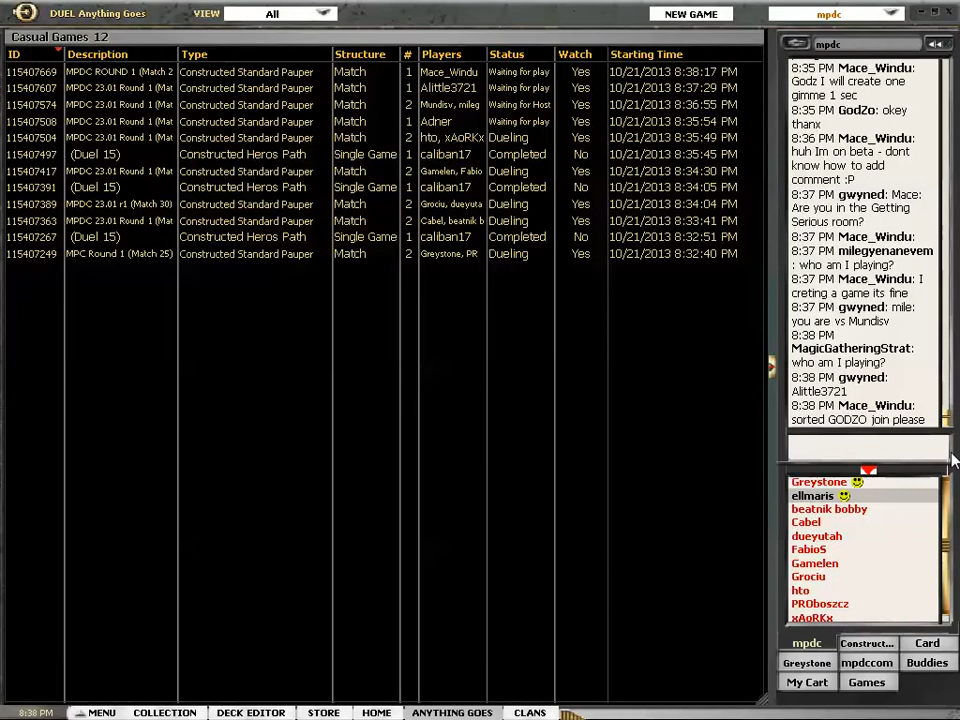 DUEL Anything Goes VIEW All NEW GAME mpdc
Casual Games 12
ID Description Type Structure # Players Status Watch Starting Time
115407669 MPDC ROUND 1 (Match 2 Constructed Standard Pauper Match 1 Mace_Windu Waiting for play Yes 10/21/2013 8:38:17 PM
115407607 MPDC 23.01 Round 1 (Mat Constructed Standard Pauper Match 1 Alittle3721 Waiting for play Yes 10/21/2013 8:37:29 PM
115407574 MPDC 23.01 Round 1 (Mat Constructed Standard Pauper Match 2 Mundisv, mileg Waiting for Host Yes 10/21/2013 8:36:55 PM
115407508 MPDC 23.01 Round 1 (Mat Constructed Standard Pauper Match 1 Adner Waiting for play Yes 10/21/2013 8:35:54 PM
115407504 MPDC 23.01 Round 1 (Mat Constructed Standard Pauper Match 2 hto, xAoRKx Dueling Yes 10/21/2013 8:35:49 PM
115407497 (Duel 15) Constructed Heros Path Single Game 1 caliban17 Completed No 10/21/2013 8:35:45 PM
115407417 MPDC 23.01 Round 1 (Mat Constructed Standard Pauper Match 2 Gamelen, Fabio Dueling Yes 10/21/2013 8:34:30 PM
115407391 (Duel 15) Constructed Heros Path Single Game 1 caliban17 Completed No 10/21/2013 8:34:05 PM
115407389 MPDC 23.01 r1 (Match 30) Constructed Standard Pauper Match 2 Grociu, dueyuta Dueling Yes 10/21/2013 8:34:04 PM
115407363 MPDC 23.01 Round 1 (Mat Constructed Standard Pauper Match 2 Cabel, beatnik b Dueling Yes 10/21/2013 8:33:41 PM
115407267 (Duel 15) Constructed Heros Path Single Game 1 caliban17 Completed No 10/21/2013 8:32:51 PM
115407249 MPC Round 1 (Match 25) Constructed Standard Pauper Match 2 Greystone, PR Dueling Yes 10/21/2013 8:32:40 PM
mpdc
8:35 PM Mace_Windu:
Godz I will create one
gimme 1 sec
8:35 PM GodZo: okey
thanx
8:36 PM Mace_Windu:
huh Im on beta - dont
know how to add
comment :P
8:37 PM gwyned: Mace:
Are you in the Getting
Serious room?
8:37 PM Mace_Windu:
8:37 PM milegyenanevem
: who am I playing?
8:37 PM Mace_Windu: I
creting a game its fine
8:37 PM gwyned: mile:
you are vs Mundisv
8:38 PM
MagicGatheringStrat:
who am I playing?
8:38 PM gwyned:
Alittle3721
8:38 PM Mace_Windu:
sorted GODZO join please
Greystone
ellmaris
beatnik bobby
Cabel
dueyutah
FabioS
Gamelen
Grociu
hto
PROboszcz
xAoRKx
mpdc Construct... Card
Greystone mpdccom Buddies
My Cart Games
8:38 PM MENU COLLECTION DECK EDITOR STORE HOME ANYTHING GOES CLANS